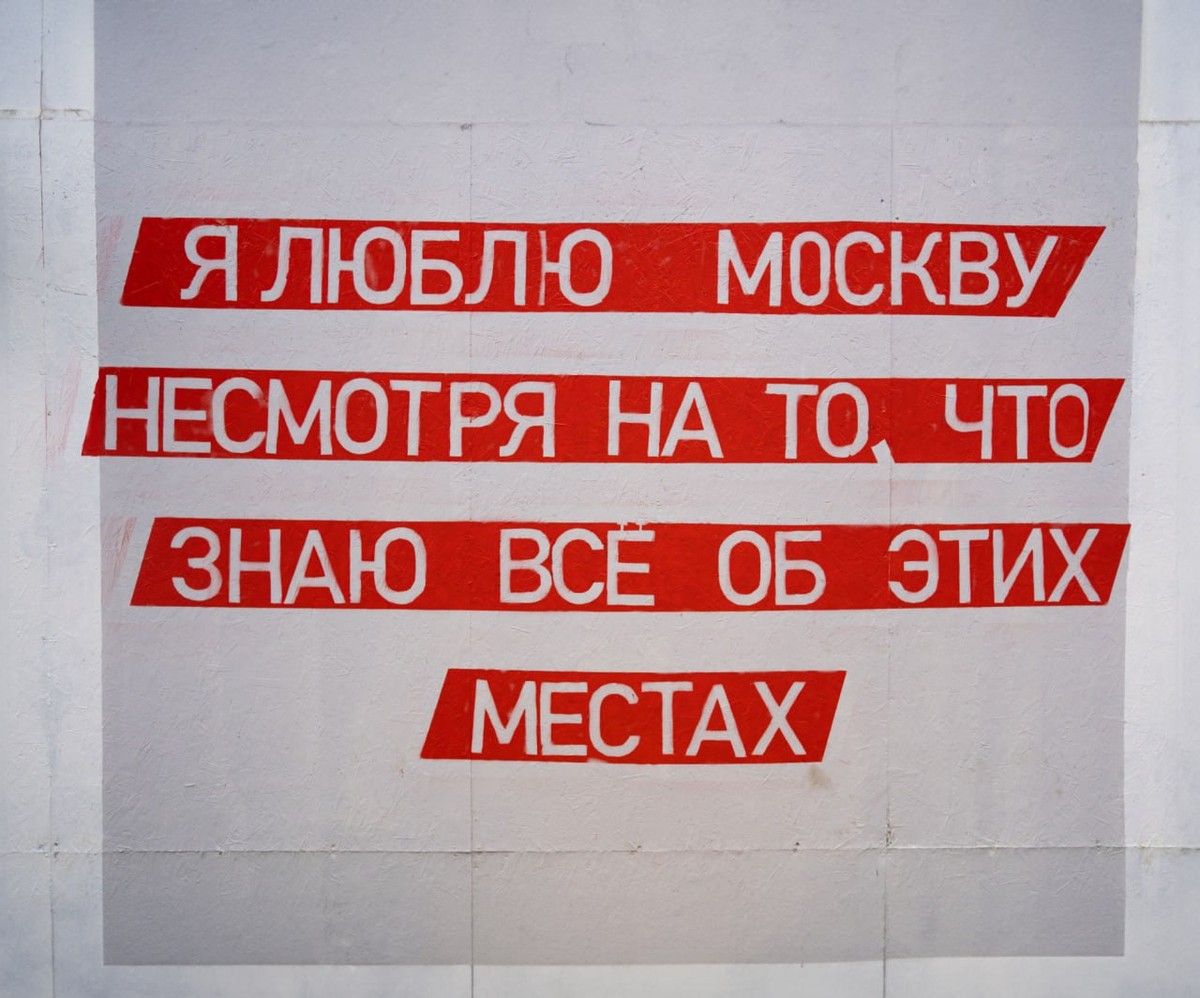 Я ЛЮБЛЮ МОСКВУ
НЕСМОТРЯ НА ТО, ЧТО
ЗНАЮ ВСЁ ОБ ЭТИХ
МЕСТАХ